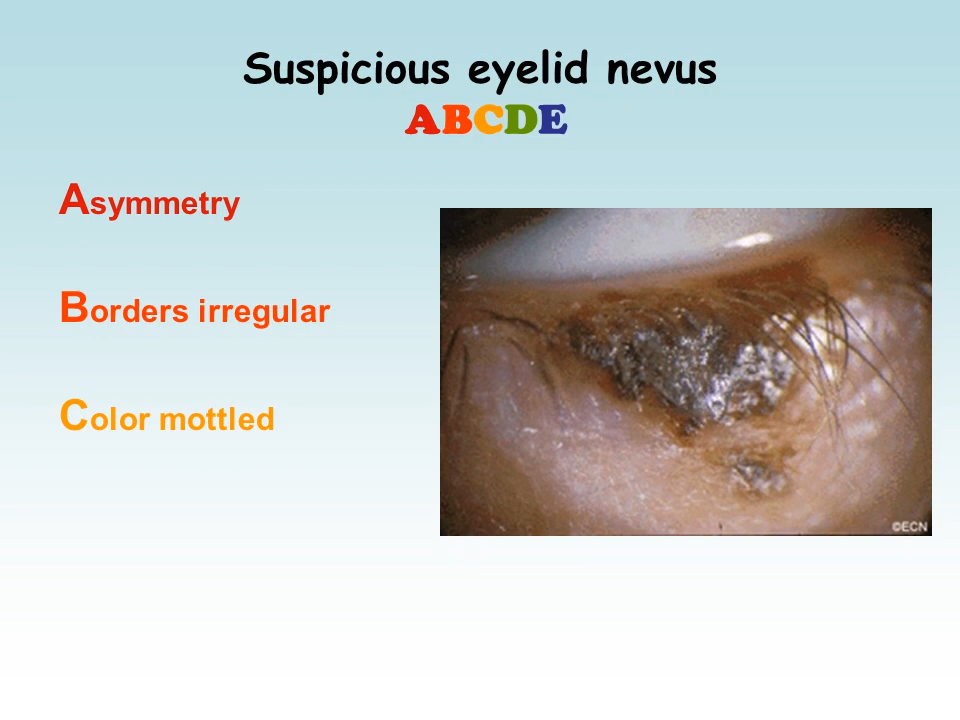 Suspicious eyelid nevus
ABCDE
Asymmetry
Borders irregular
Color mottled
©ECN